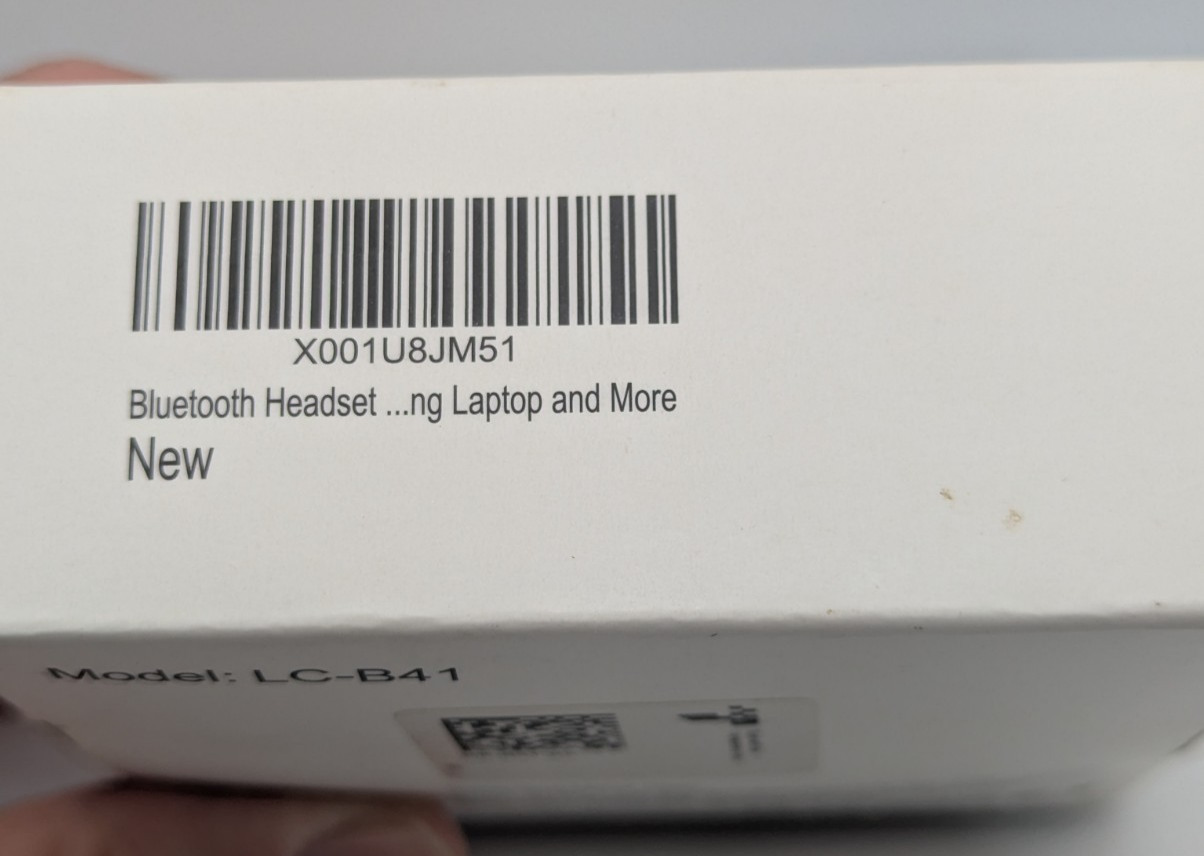 X001U8JM51
Bluetooth Headset ...ng Laptop and More
New
Model: LC-B41